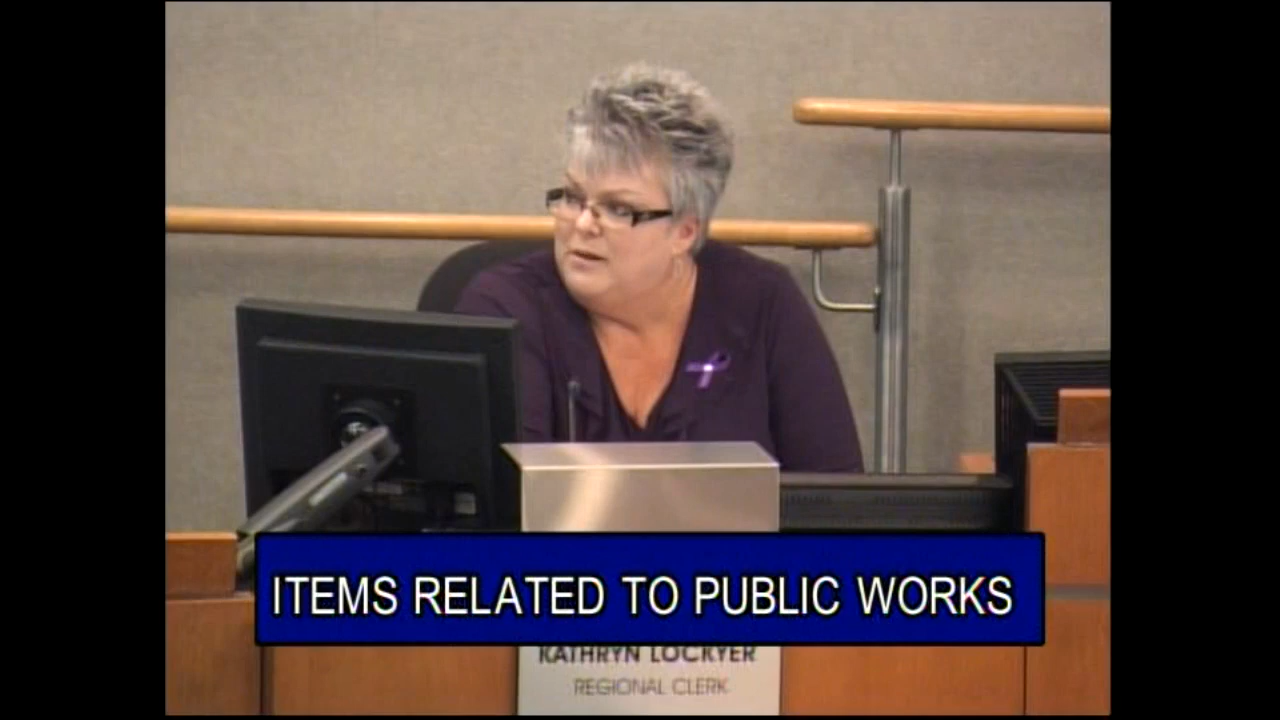 ITEMS RELATED TO PUBLIC WORKS
KATHRYN LOCKYER
REGIONAL CLERK